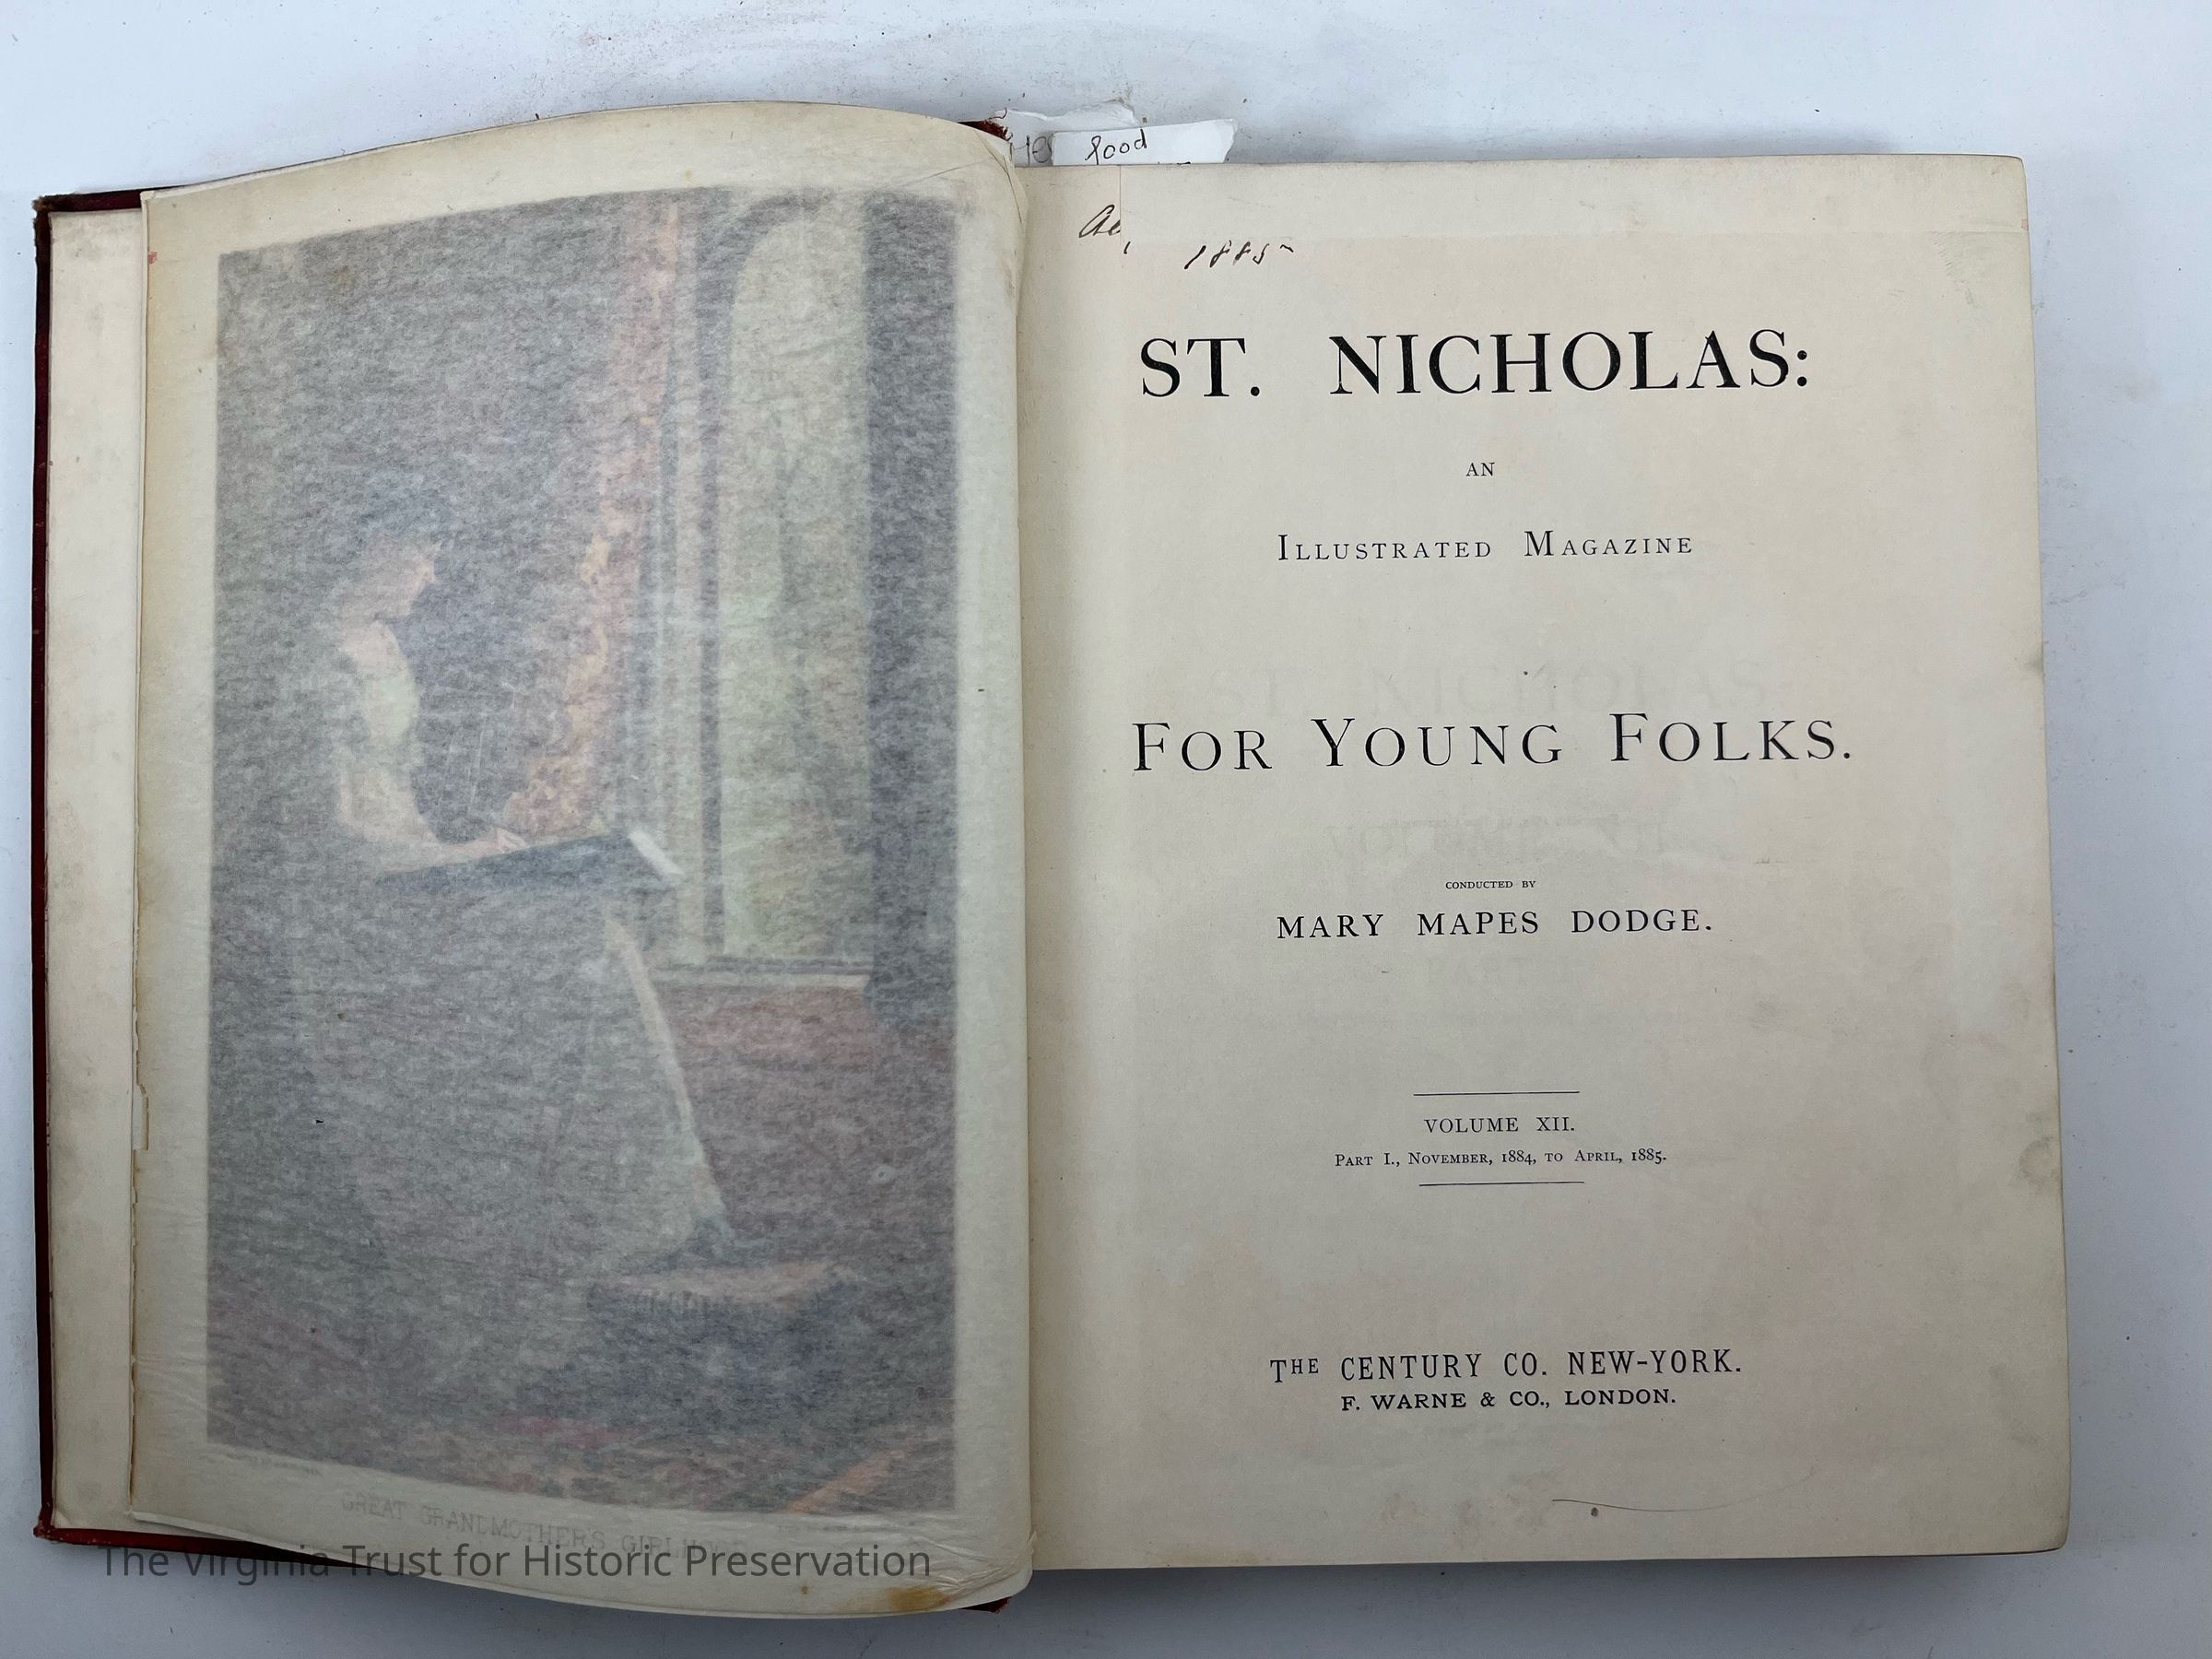 food
1885
ST. NICHOLAS:
AN
ILLUSTRATED MAGAZINE
FOR YOUNG FOLKS.
CONDUCTED BY
MARY MAPES DODGE.
VOLUME XII.
PART I., NOVEMBER, 1884, TO APRIL, 1885.
THE CENTURY CO. NEW-YORK.
F. WARNE & CO., LONDON.
GREAT GRANDMOTHER'S
The Virginia Trust for Historic Preservation